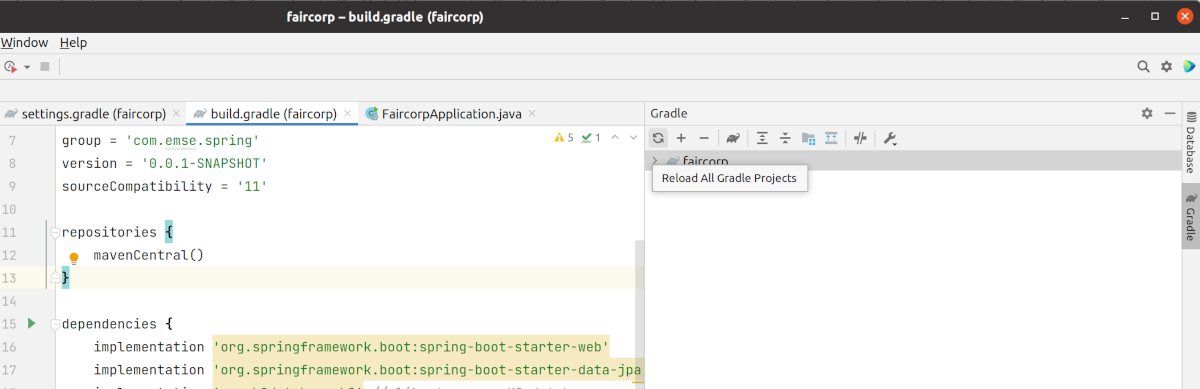 faircorp – build.gradle (faircorp)
Window Help
settings.gradle (faircorp) build.gradle (faircorp) FaircorpApplication.java
Gradle
7 group = 'com.emse.spring'
5 1
8 version = '0.0.1-SNAPSHOT'
9 sourceCompatibility = '11'
10
11 repositories {
12 mavenCentral()
13 }
14
15 dependencies {
16 implementation 'org.springframework.boot:spring-boot-starter-web'
17 implementation 'org.springframework.boot:spring-boot-starter-data-jpa
faircorp
Reload All Gradle Projects
Database
Gradle